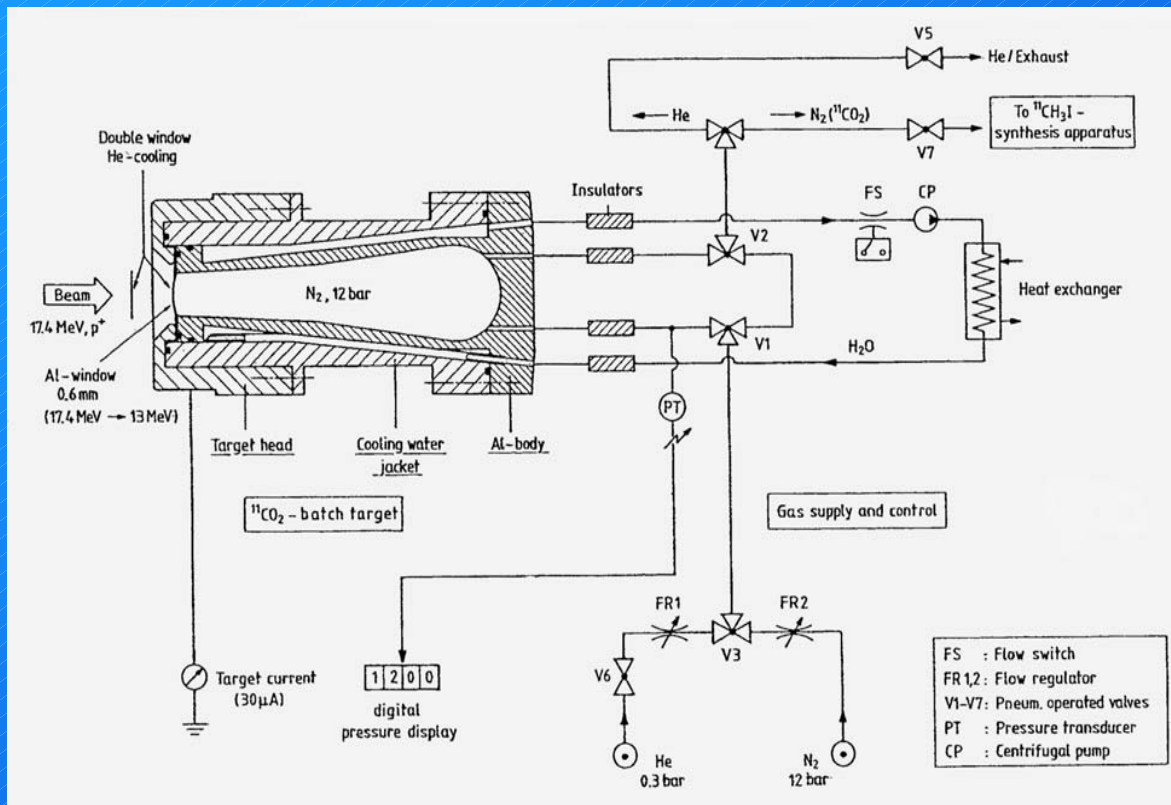 V5
He/Exhaust
He
N₂(¹¹CO₂)
To ¹¹CH₃I-
synthesis apparatus
V7
Double window
He-cooling
Insulators
FS
CP
V2
Beam
17.4 MeV, p⁺
N₂, 12 bar
Heat exchanger
V1
H₂O
Al-window
0.6 mm
(17.4 MeV → 13 MeV)
PT
Target head
Cooling water
jacket
Al-body
¹¹CO₂-batch target
Gas supply and control
FR1
FR2
V3
V6
Target current
(30µA)
1200
digital
pressure display
He
0.3 bar
N₂
12 bar
FS : Flow switch
FR1,2 : Flow regulator
V1-V7 : Pneum. operated valves
PT : Pressure transducer
CP : Centrifugal pump